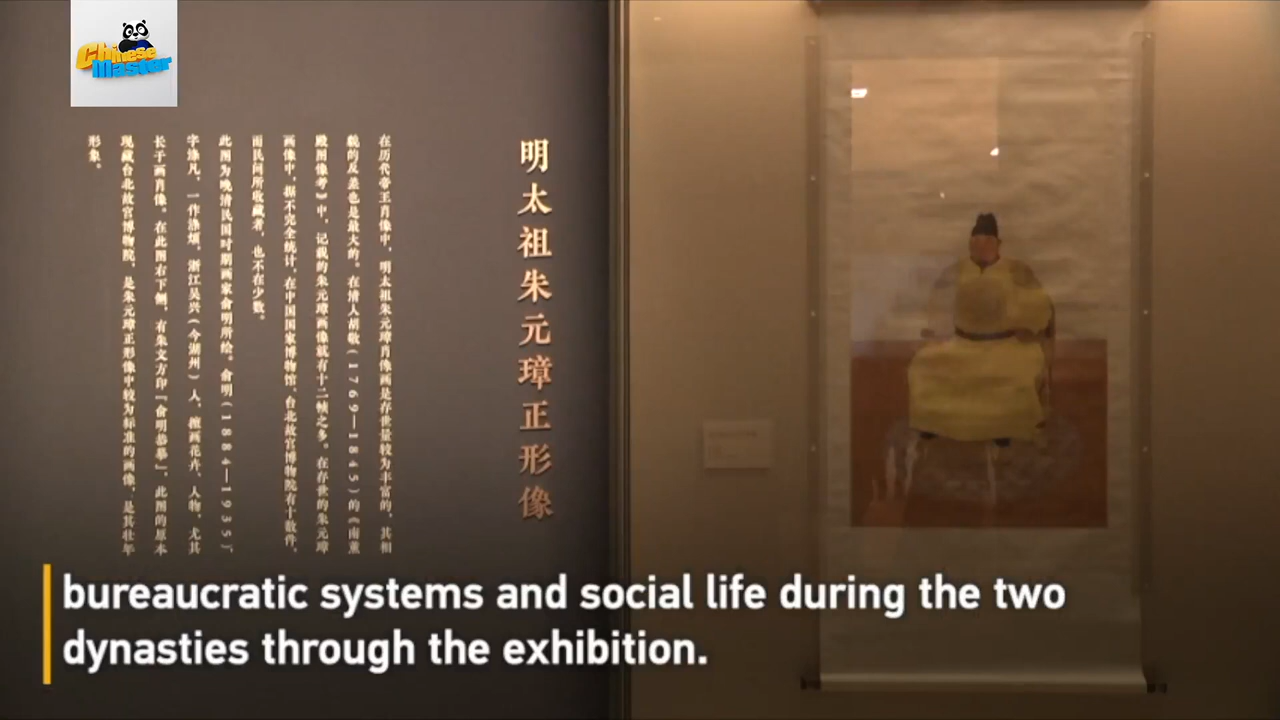 Chinese
Master
明太祖朱元璋正形像
在历代帝王肖像中，明太祖朱元璋肖像画是存世量较为丰富的，其相
貌的反差也是最大的。在清人胡敬（1769—1845）的《南薰
殿图像考》中，记载的朱元璋画像就有十二帧之多。在存世的朱元璋
画像中，据不完全统计，在中国国家博物馆、台北故宫博物院有十数件，
而民间所收藏者，也不在少数。
此图为晚清民国时期画家俞明所绘。俞明（1884—1935），
字涤凡，一作涤烦，浙江吴兴（今湖州）人，擅画花卉、人物，尤其
长于画肖像。在此图右下侧，有朱文方印“俞明恭摹”，此图的原本
现藏台北故宫博物院，是朱元璋正形像中较为标准的画像，是其壮年
形象。
bureaucratic systems and social life during the two
dynasties through the exhibition.